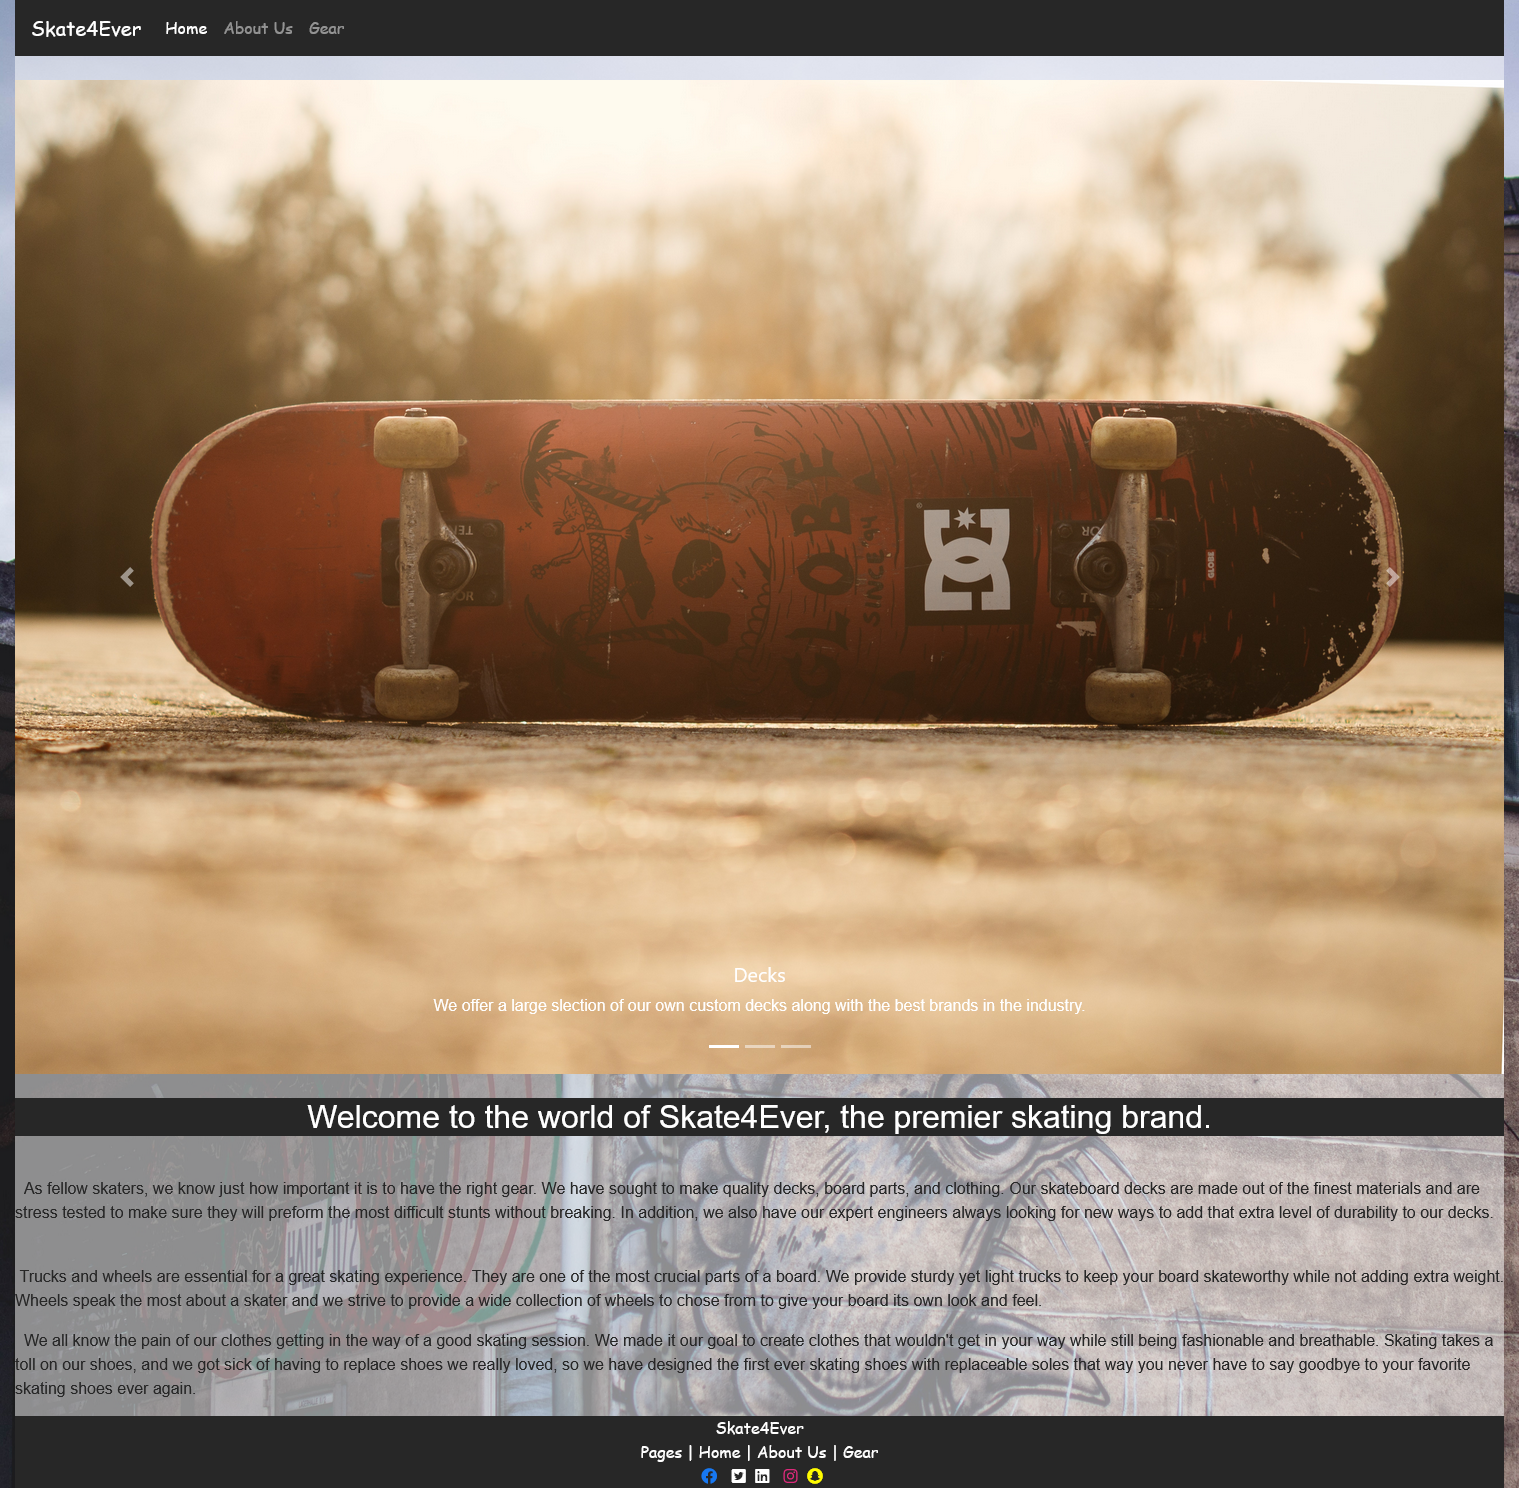 Skate4Ever Home About Us Gear
GLOBE
SINCE 94
GLOBE
Decks
We offer a large slection of our own custom decks along with the best brands in the industry.
Welcome to the world of Skate4Ever, the premier skating brand.
As fellow skaters, we know just how important it is to have the right gear. We have sought to make quality decks, board parts, and clothing. Our skateboard decks are made out of the finest materials and are
stress tested to make sure they will preform the most difficult stunts without breaking. In addition, we also have our expert engineers always looking for new ways to add that extra level of durability to our decks.
Trucks and wheels are essential for a great skating experience. They are one of the most crucial parts of a board. We provide sturdy yet light trucks to keep your board skateworthy while not adding extra weight.
Wheels speak the most about a skater and we strive to provide a wide collection of wheels to chose from to give your board its own look and feel.
We all know the pain of our clothes getting in the way of a good skating session. We made it our goal to create clothes that wouldn't get in your way while still being fashionable and breathable. Skating takes a
toll on our shoes, and we got sick of having to replace shoes we really loved, so we have designed the first ever skating shoes with replaceable soles that way you never have to say goodbye to your favorite
skating shoes ever again.
Skate4Ever
Pages | Home | About Us | Gear